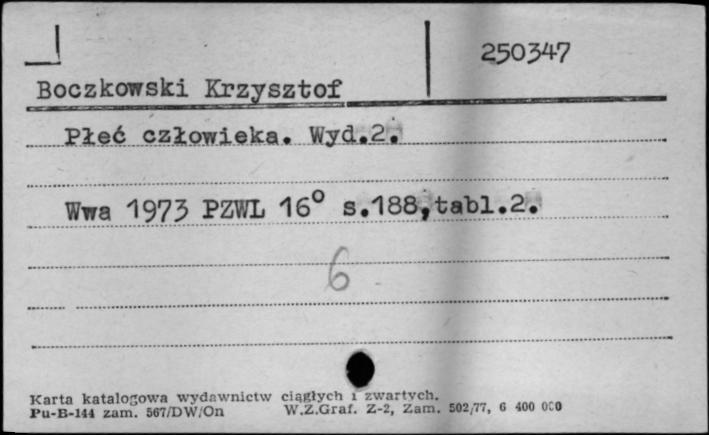 250347
Boczkowski Krzysztof
Płeć człowieka. Wyd.2.
Wwa 1973 PZWL 16° s.188,tabl.2.
6
Karta katalogowa wydawnictw ciągłych i zwartych.
Pu-B-144 zam. 567/DW/On W.Z.Graf. Z-2, Zam. 502/77, 6 400 000